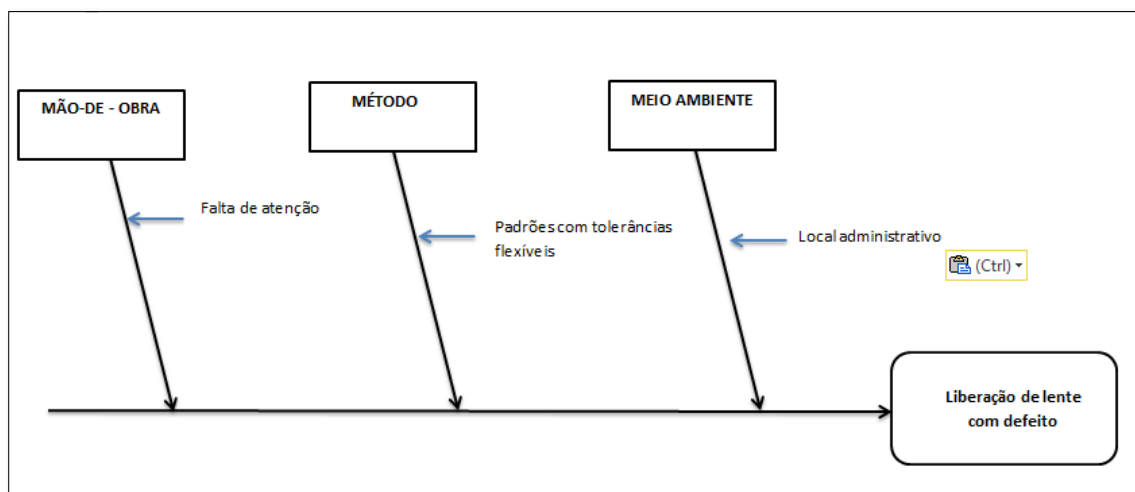 MÃO-DE - OBRA
MÉTODO
MEIO AMBIENTE
Falta de atenção
Padrões com tolerâncias
flexíveis
Local administrativo
(Ctrl)
Liberação de lente
com defeito